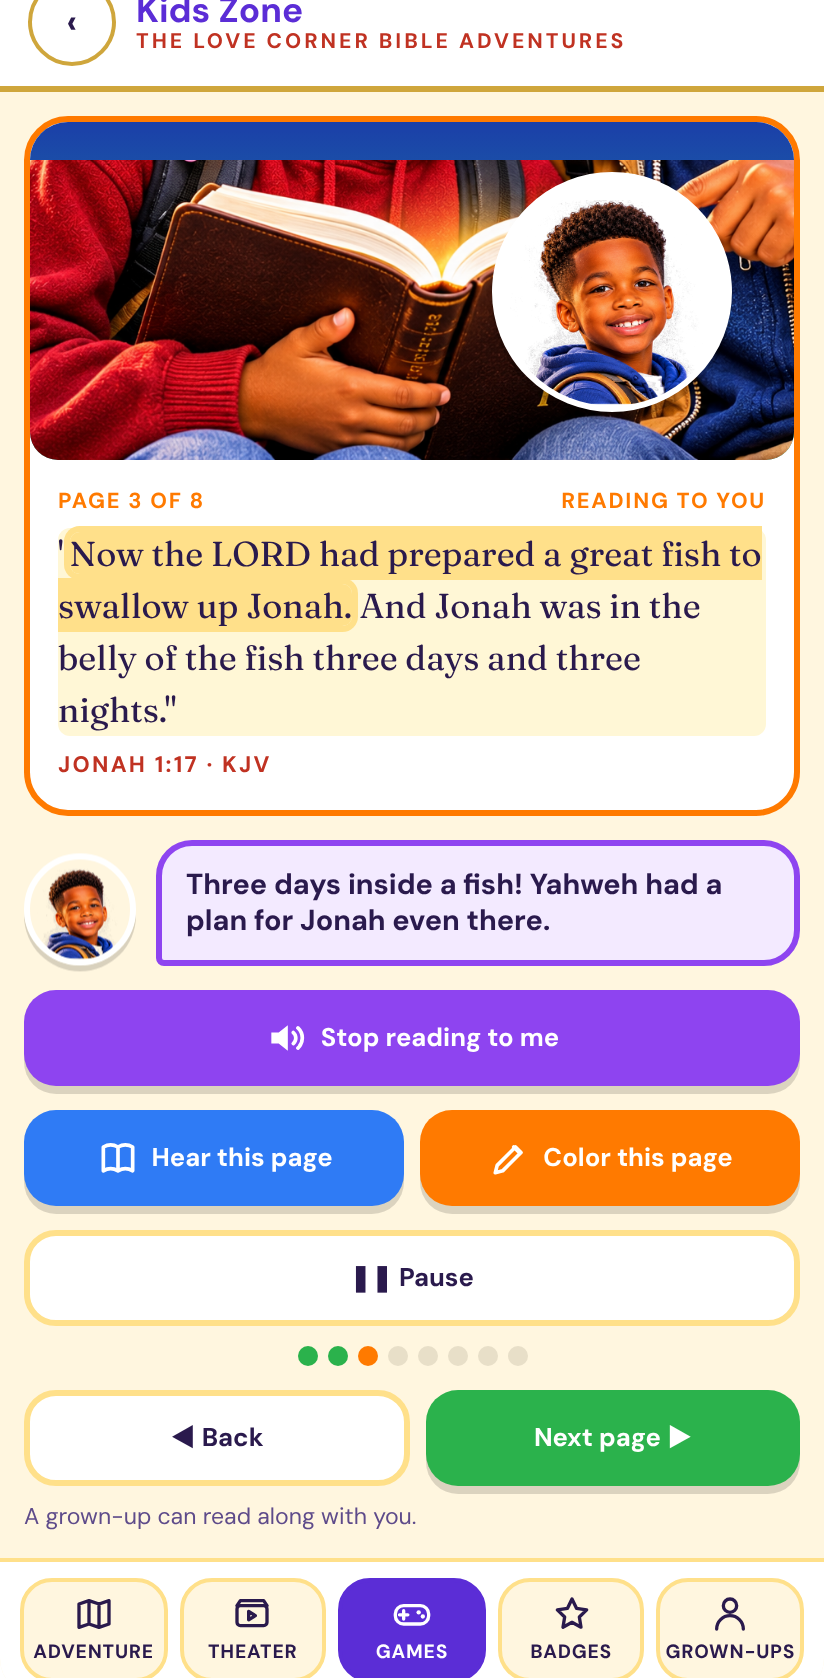 Kids Zone
THE LOVE CORNER BIBLE ADVENTURES
PAGE 3 OF 8
READING TO YOU
'Now the LORD had prepared a great fish to
swallow up Jonah. And Jonah was in the
belly of the fish three days and three
nights."
JONAH 1:17 · KJV
Three days inside a fish! Yahweh had a
plan for Jonah even there.
Stop reading to me
Hear this page
Color this page
Pause
Back
Next page
A grown-up can read along with you.
ADVENTURE
THEATER
GAMES
BADGES
GROWN-UPS